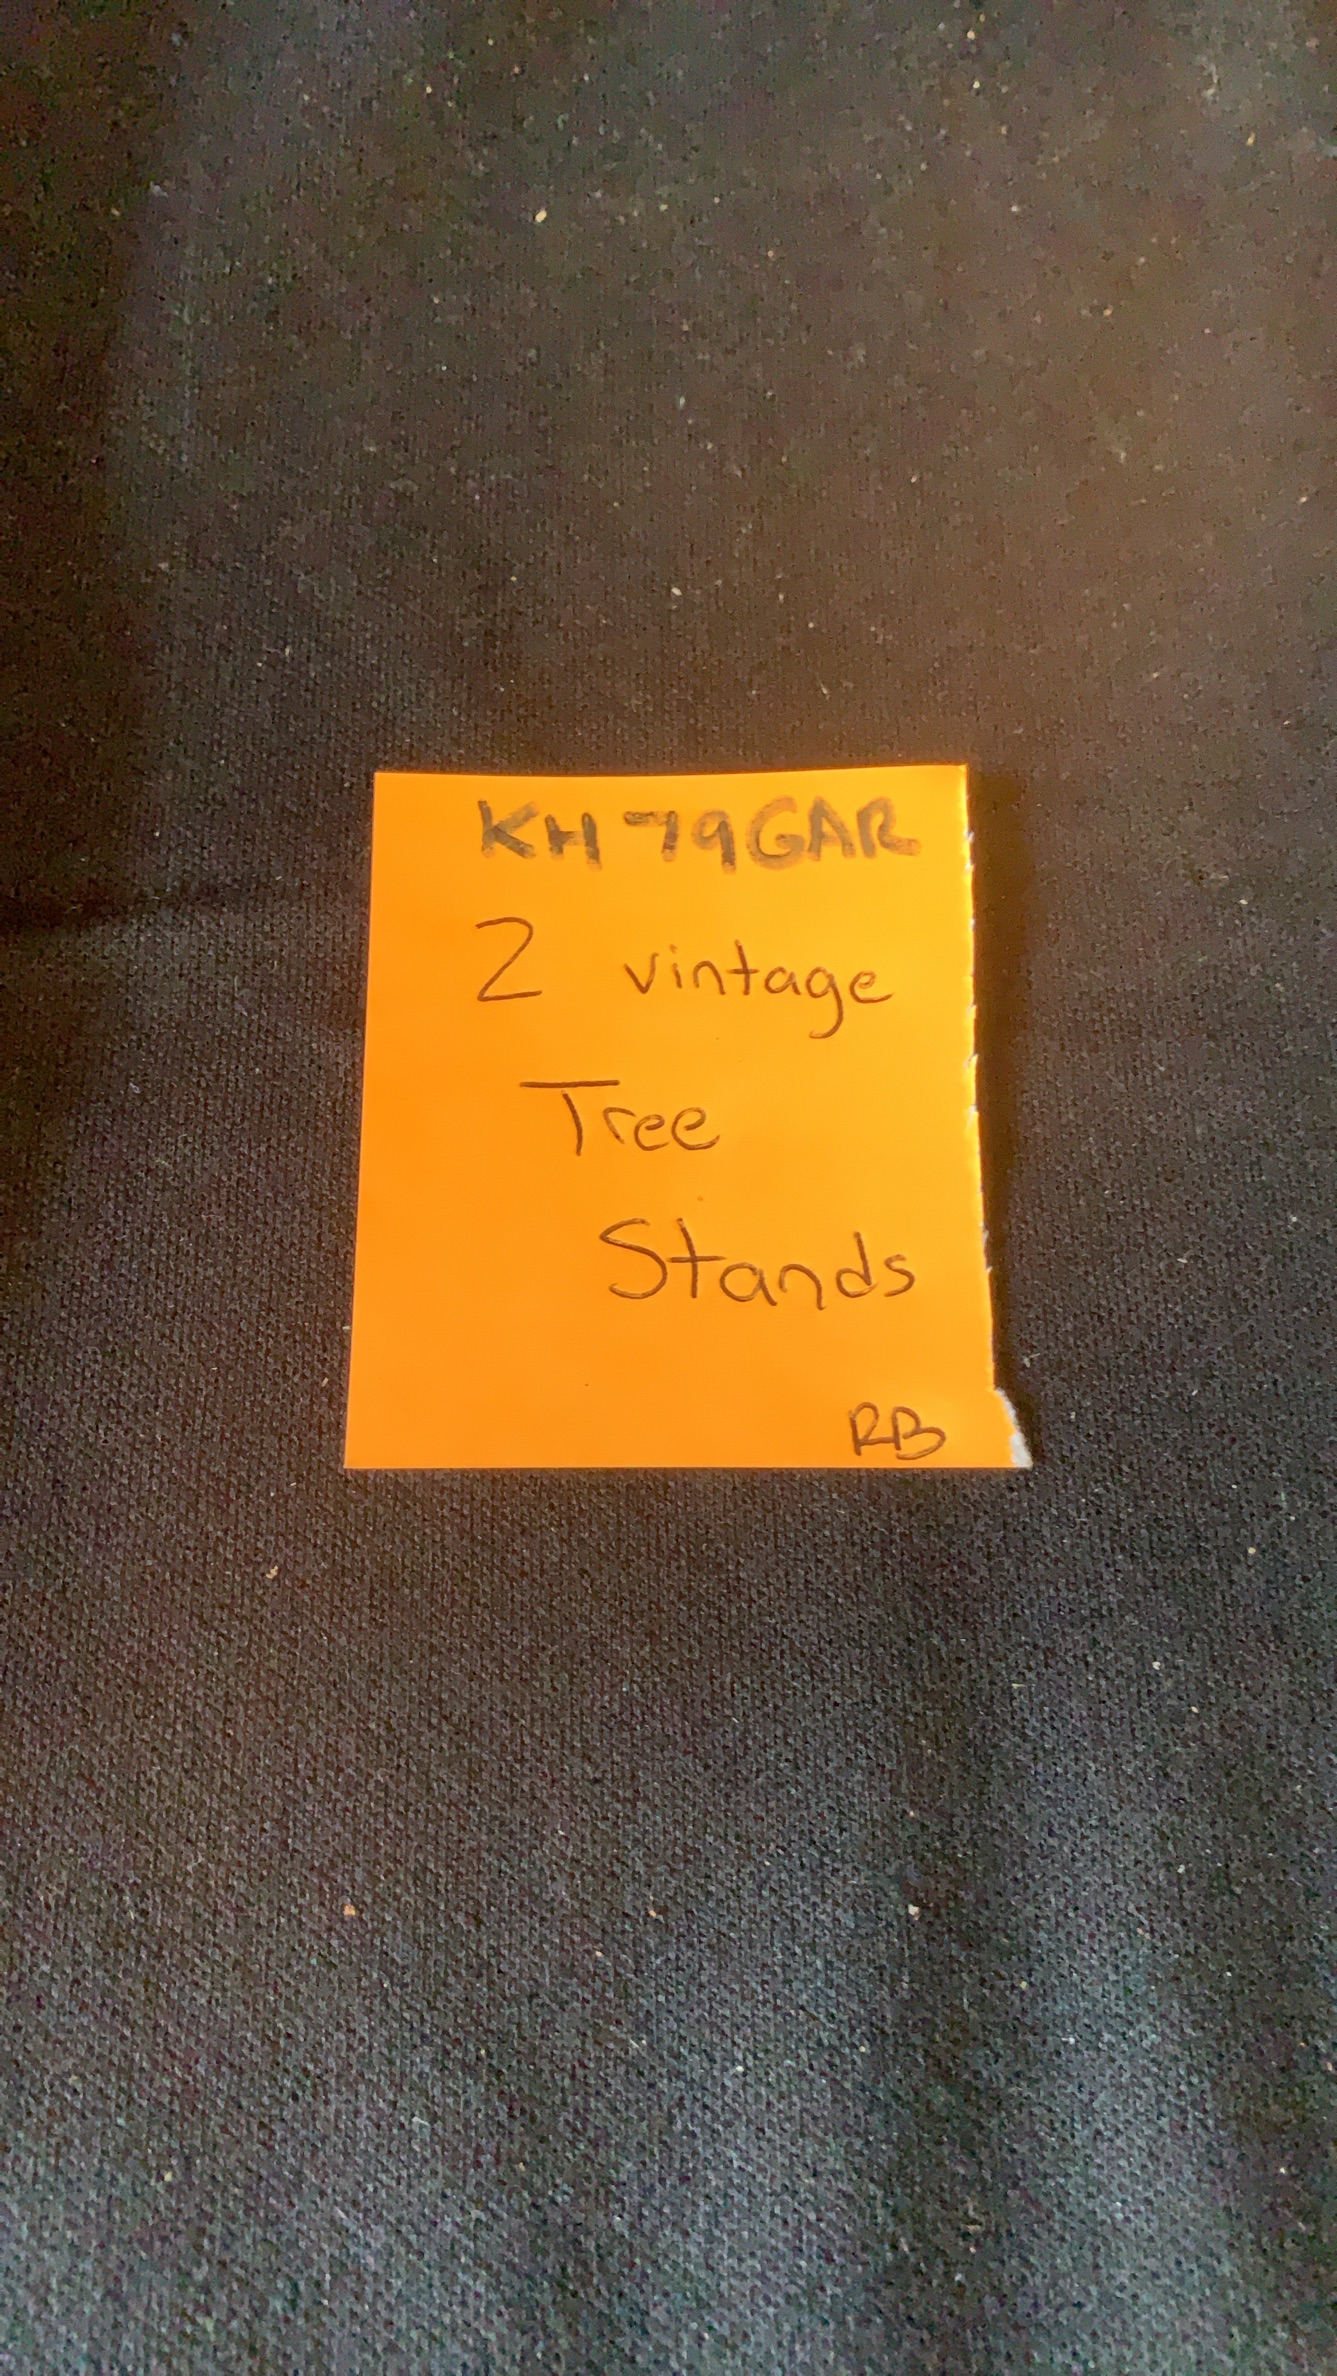 KH79GAR
2 vintage
Tree
Stands
RB